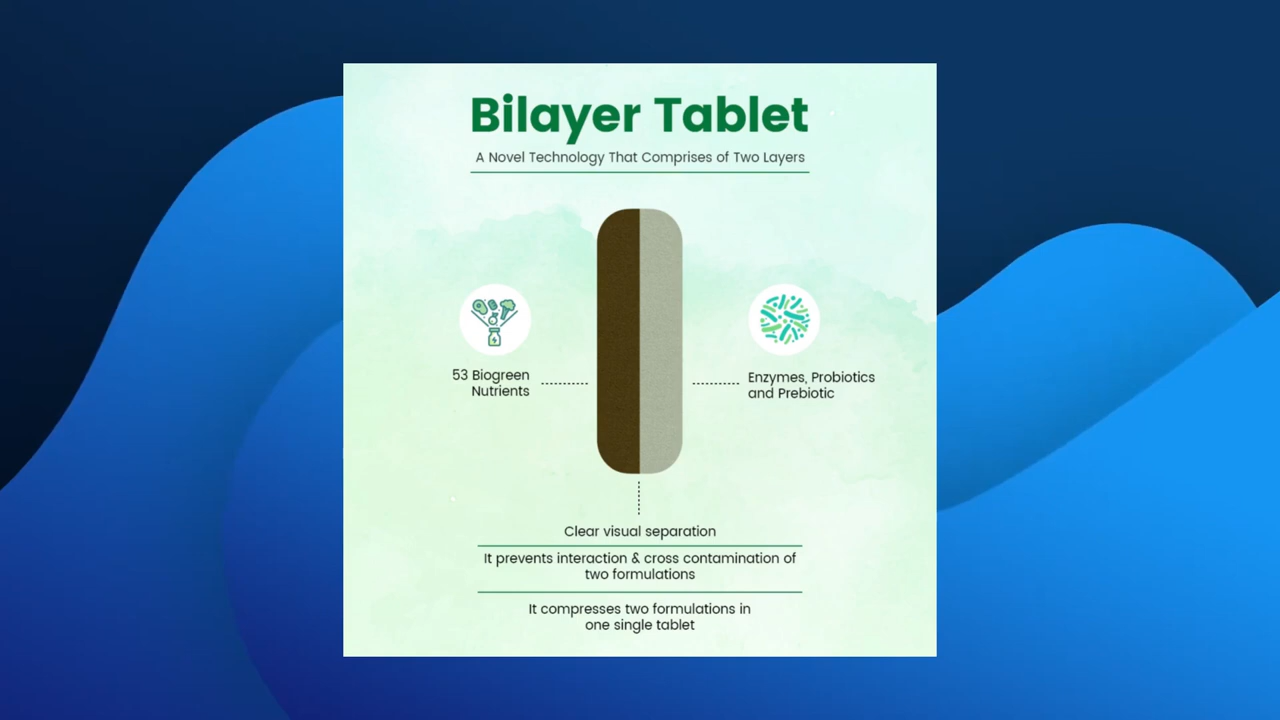 Bilayer Tablet
A Novel Technology That Comprises of Two Layers
53 Biogreen
Nutrients
Enzymes, Probiotics
and Prebiotic
Clear visual separation
It prevents interaction & cross contamination of
two formulations
It compresses two formulations in
one single tablet